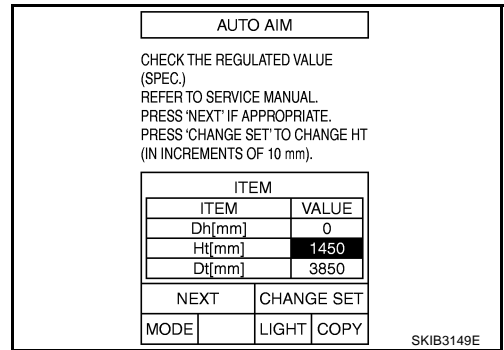 AUTO AIM
CHECK THE REGULATED VALUE
(SPEC.)
REFER TO SERVICE MANUAL.
PRESS ‘NEXT’ IF APPROPRIATE.
PRESS ‘CHANGE SET’ TO CHANGE HT
(IN INCREMENTS OF 10 mm).
ITEM
ITEM VALUE
Dh[mm] 0
Ht[mm] 1450
Dt[mm] 3850
NEXT CHANGE SET
MODE LIGHT COPY
SKIB3149E